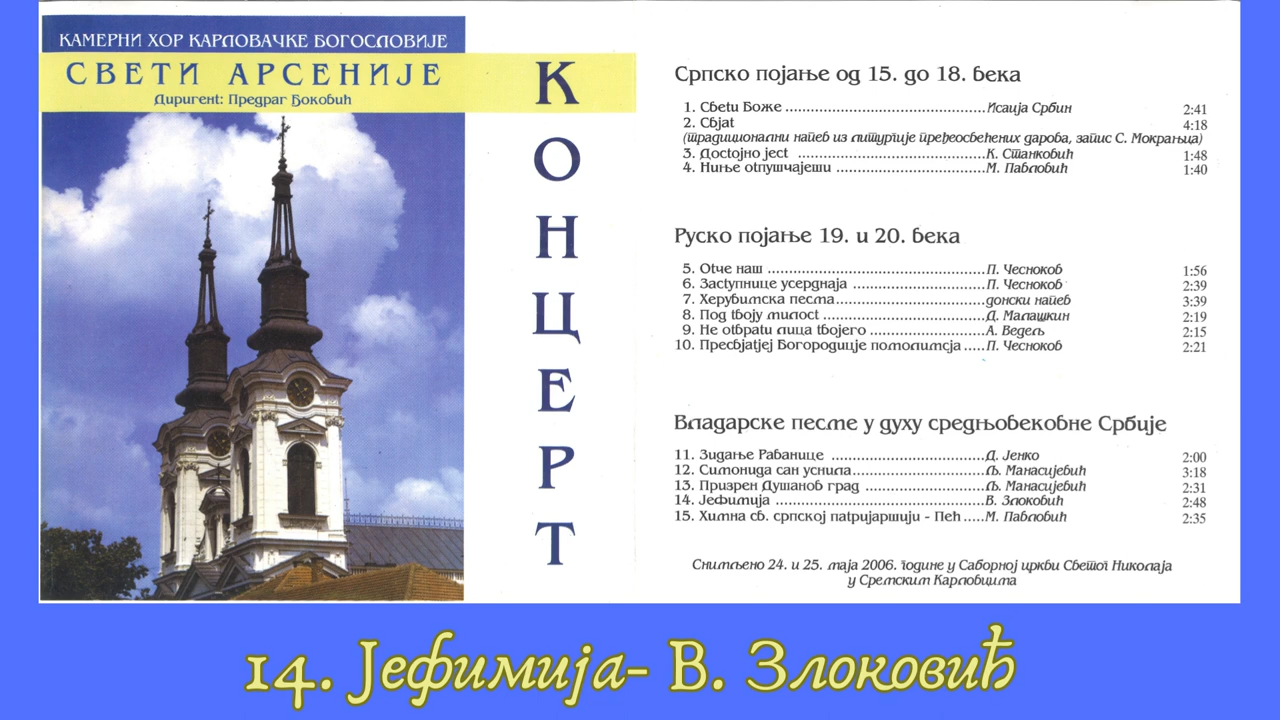 КАМЕРНИ ХОР КАРЛОВАЧКЕ БОГОСЛОВИЈЕ
СВЕТИ АРСЕНИЈЕ
Диригент: Предраг Боковић
КОНЦЕРТ
Српско појање од 15. до 18. века
1. Свети Боже ........ Исаија Србин 2:41
2. Свјат 4:18
(традиционални напев из литургије пређеосвећених дарова, запис С. Мокрањца)
3. Достојно јест ........ К. Станковић 1:48
4. Ниње отпушчајеши ........ М. Павловић 1:40
Руско појање 19. и 20. века
5. Отче наш ........ П. Чесноков 1:56
6. Заступнице усерднаја ........ П. Чесноков 2:39
7. Херувимска песма ........ донски напев 3:39
8. Под твоју милост ........ Д. Малашкин 2:19
9. Не отврати лица твојего ........ А. Ведељ 2:15
10. Пресвјатјеј Богородице помолимсја ..... П. Чесноков 2:21
Владарске песме у духу средњовековне Србије
11. Зидање Раванице ........ Д. Јенко 2:00
12. Симонида сан уснила ........ Љ. Манасијевић 3:18
13. Призрен Душанов град ........ Љ. Манасијевић 2:31
14. Јефимија ........ В. Злоковић 2:48
15. Химна св. српској патријаршији - Пећ ..... М. Павловић 2:35
Снимљено 24. и 25. маја 2006. године у Саборној цркви Светог Николаја
у Сремским Карловцима
14. Јефимија- В. Злоковић